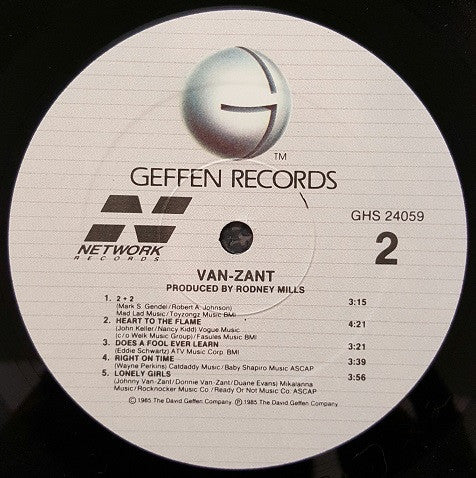 TM
GEFFEN RECORDS
NETWORK
RECORDS
GHS 24059
2
VAN-ZANT
PRODUCED BY RODNEY MILLS
1. 2 + 2 3:15
(Mark S. Gendel/Robert A. Johnson)
Mad Lad Music/Toyzongz Music BMI
2. HEART TO THE FLAME 4:21
(John Keller/Nancy Kidd) Vogue Music
(c/o Welk Music Group)/Fasules Music BMI
3. DOES A FOOL EVER LEARN 3:21
(Eddie Schwartz) ATV Music Corp. BMI
4. RIGHT ON TIME 3:39
(Wayne Perkins) Caldaddy Music/Baby Shapiro Music ASCAP
5. LONELY GIRLS 3:56
(Johnny Van-Zant/Donnie Van-Zant/Duane Evans) Mikalanna
Music/Rocknocker Music Co./Ready Or Not Music Co. ASCAP
©1985 The David Geffen Company. ℗1985 The David Geffen Company.